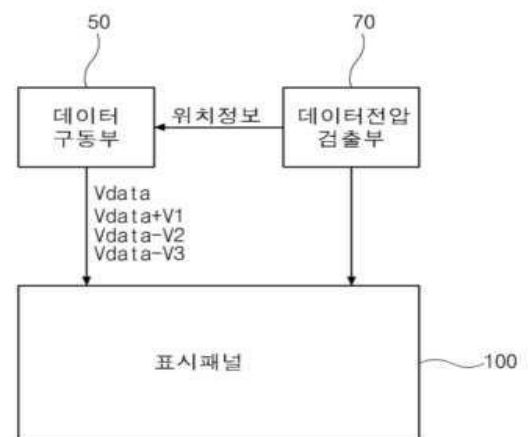 50
70
데이터
구동부
위치정보
데이터전압
검출부
Vdata
Vdata+V1
Vdata-V2
Vdata-V3
표시패널
100